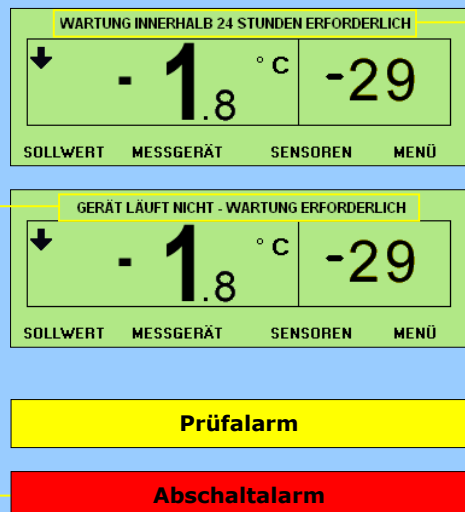 WARTUNG INNERHALB 24 STUNDEN ERFORDERLICH
- 1.8 °C -29
SOLLWERT MESSGERÄT SENSOREN MENÜ
GERÄT LÄUFT NICHT - WARTUNG ERFORDERLICH
- 1.8 °C -29
SOLLWERT MESSGERÄT SENSOREN MENÜ
Prüfalarm
Abschaltalarm